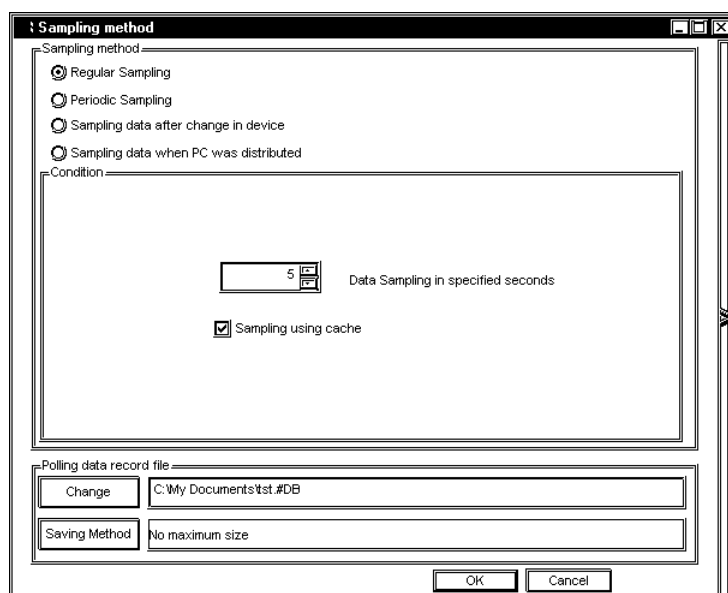 Sampling method
Sampling method
Regular Sampling
Periodic Sampling
Sampling data after change in device
Sampling data when PC was distributed
Condition
5
Data Sampling in specified seconds
Sampling using cache
Polling data record file
Change
C:\My Documents\tst.#DB
Saving Method
No maximum size
OK
Cancel